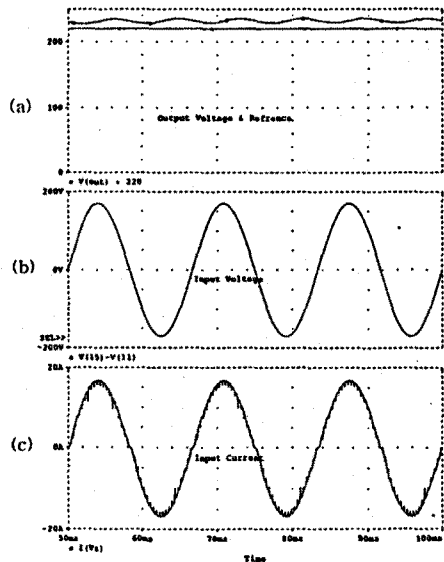 200
(a)
100
Output Voltage & Refrence.
0
V(out) + 220
200V
(b)
0V
Input Voltage
SEL>>
-200V
V(15)-V(11)
20A
(c)
0A
Input Current
-20A
50ms 60ms 70ms 80ms 90ms 100ms
Time